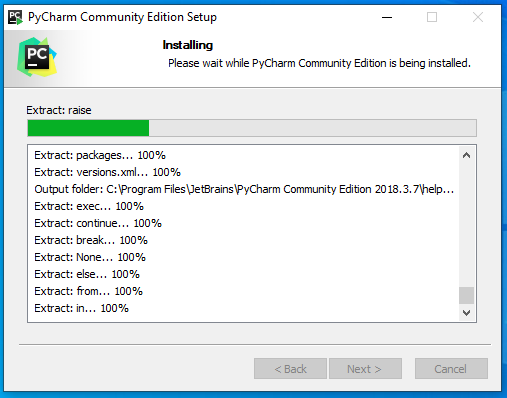 PyCharm Community Edition Setup
PC
Installing
Please wait while PyCharm Community Edition is being installed.
Extract: raise
Extract: packages... 100%
Extract: versions.xml... 100%
Output folder: C:\Program Files\JetBrains\PyCharm Community Edition 2018.3.7\help...
Extract: exec... 100%
Extract: continue... 100%
Extract: break... 100%
Extract: None... 100%
Extract: else... 100%
Extract: from... 100%
Extract: in... 100%
< Back
Next >
Cancel